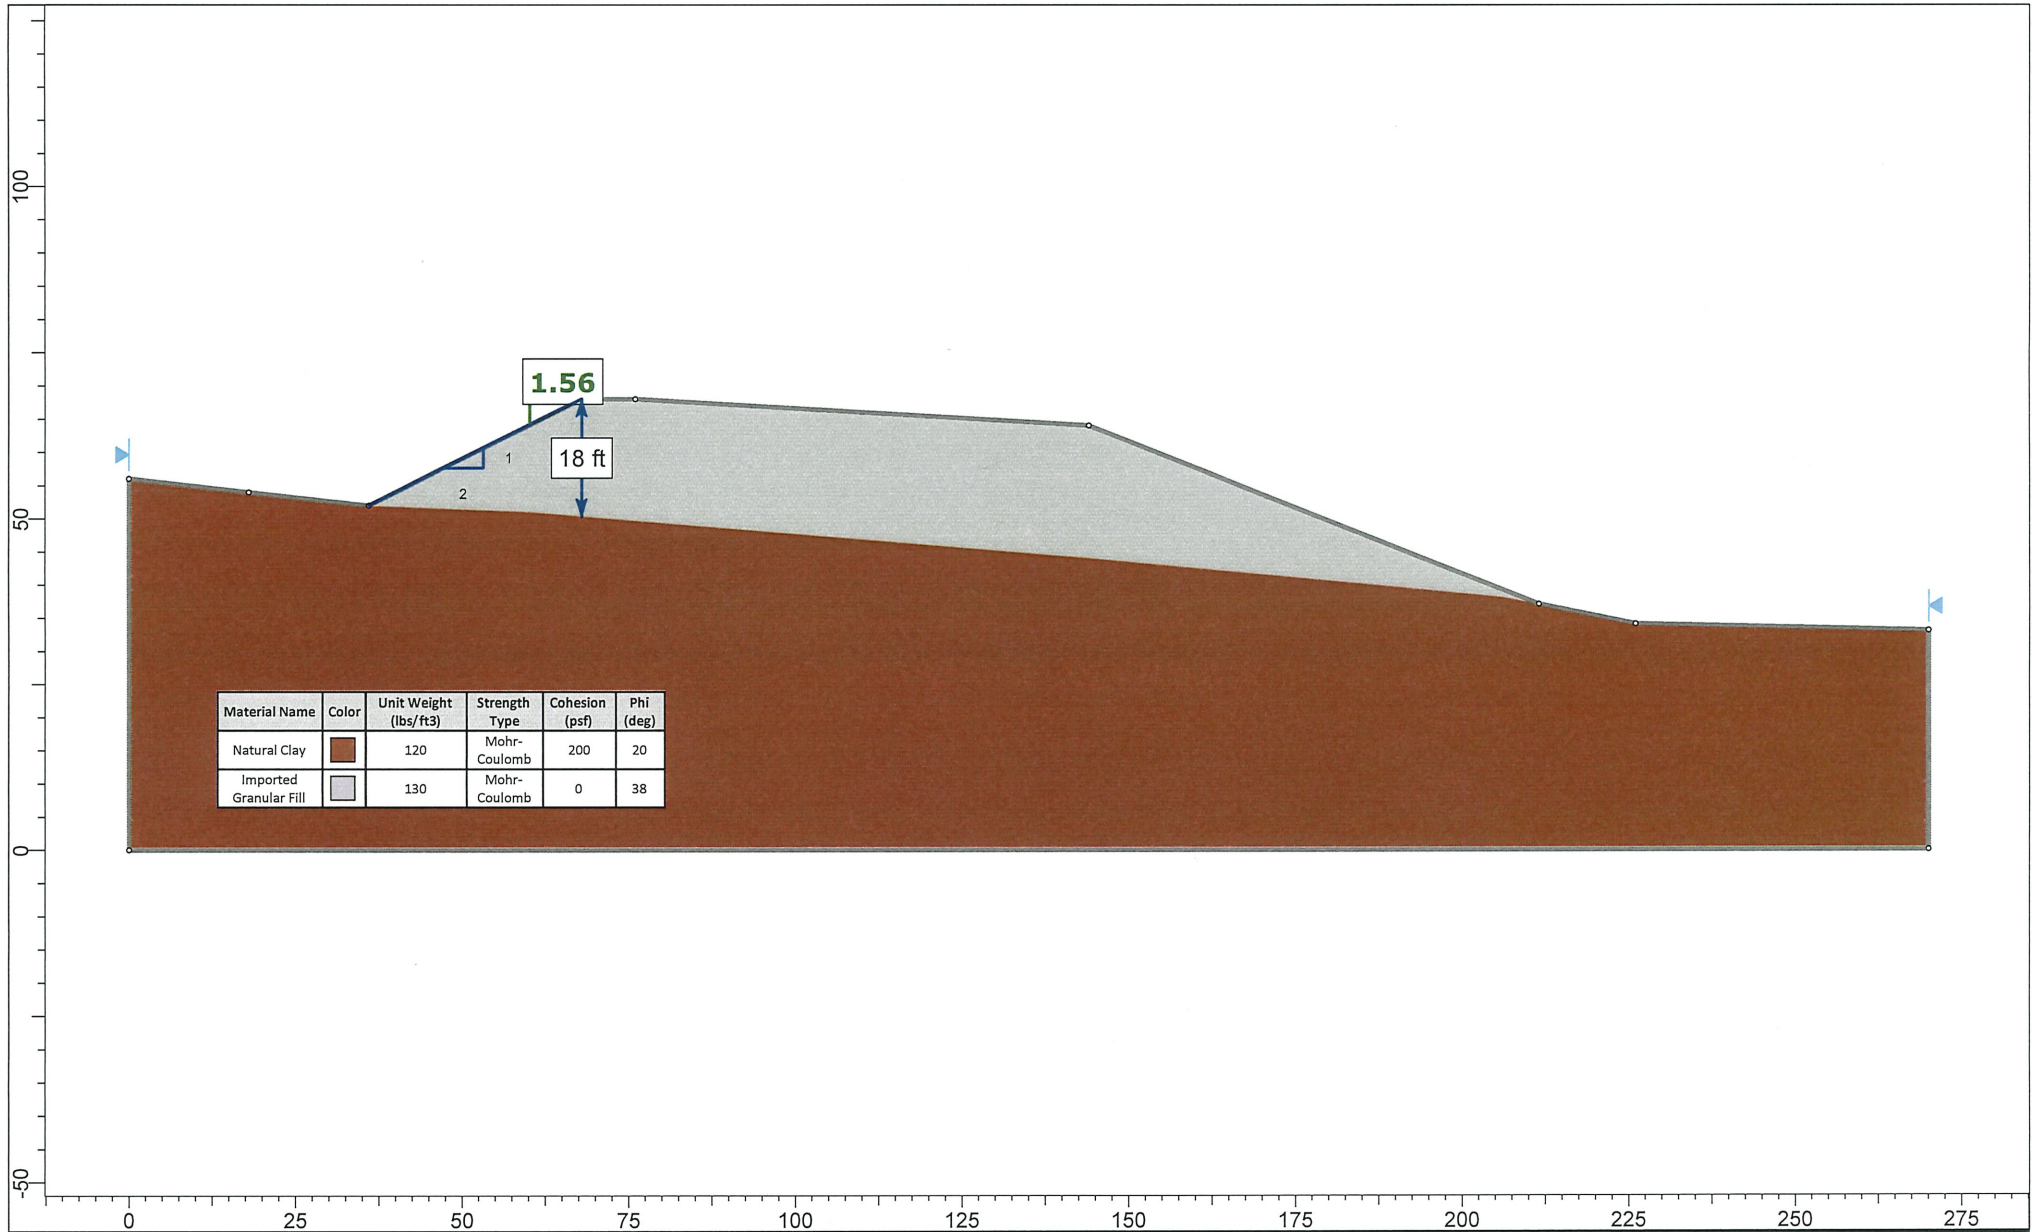 100
50
0
-50
1.56
18 ft
1
2
Material Name Color Unit Weight (lbs/ft3) Strength Type Cohesion (psf) Phi (deg)
Natural Clay 120 Mohr-Coulomb 200 20
Imported Granular Fill 130 Mohr-Coulomb 0 38
0 25 50 75 100 125 150 175 200 225 250 275